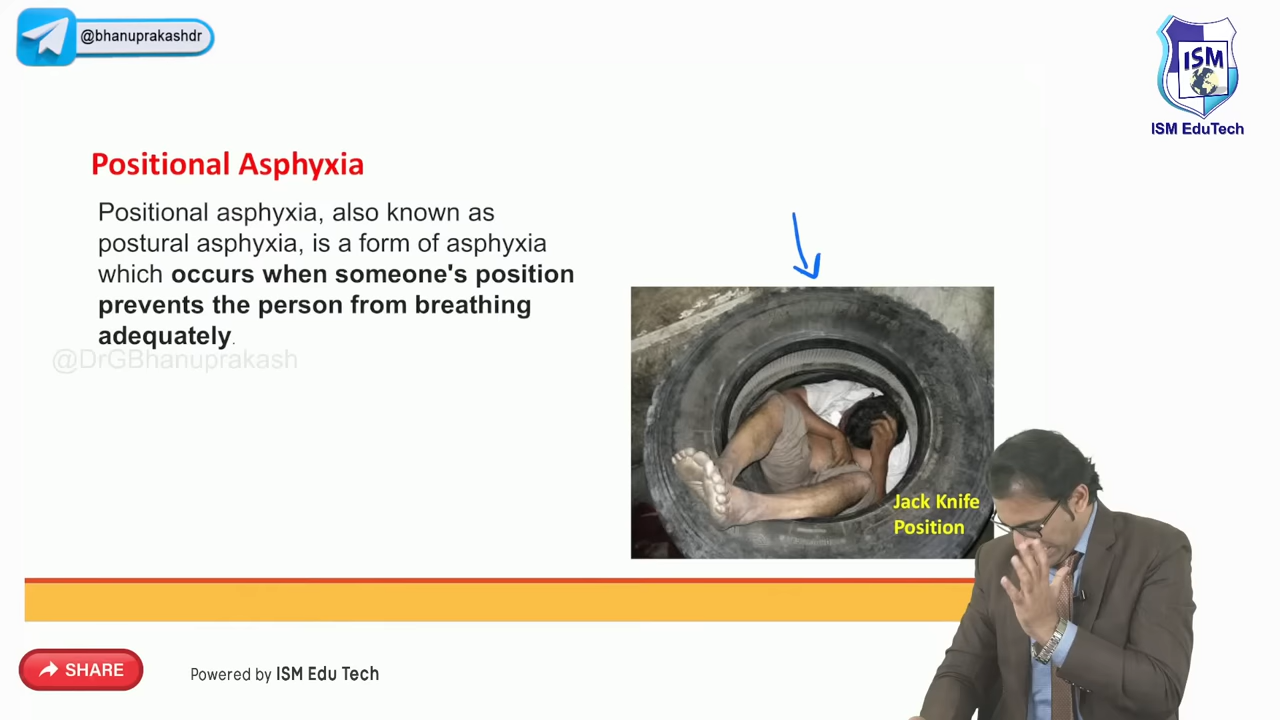 @bhanuprakashdr
ISM
ISM EduTech
Positional Asphyxia
Positional asphyxia, also known as
postural asphyxia, is a form of asphyxia
which occurs when someone's position
prevents the person from breathing
adequately.
@DrGBhanuprakash
Jack Knife
Position
SHARE
Powered by ISM Edu Tech